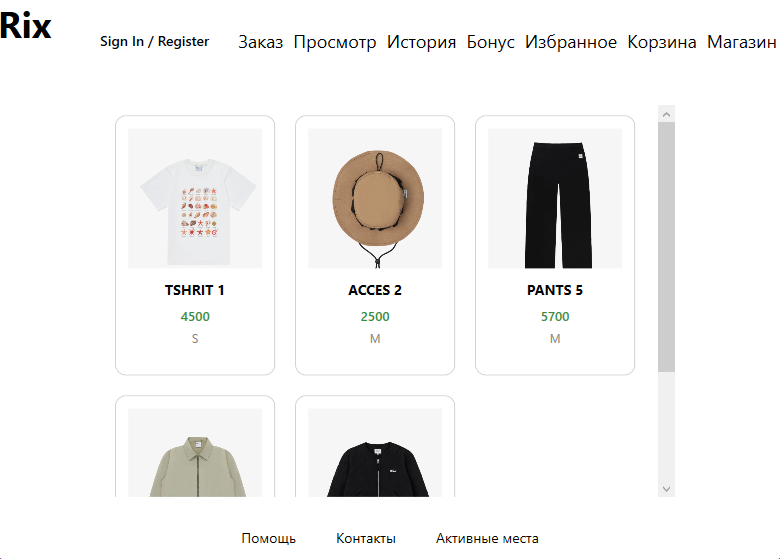 Rix
Sign In / Register Заказ Просмотр История Бонус Избранное Корзина Магазин
TSHRIT 1 ACCES 2 PANTS 5
4500 2500 5700
S M M
Помощь Контакты Активные места